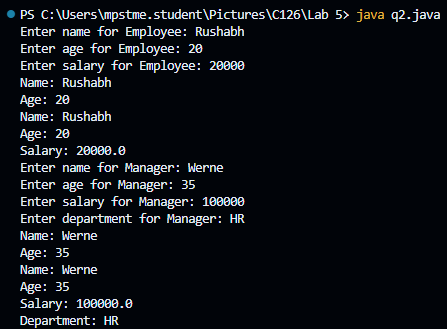 PS C:\Users\mpstme.student\Pictures\C126\Lab 5> java q2.java
Enter name for Employee: Rushabh
Enter age for Employee: 20
Enter salary for Employee: 20000
Name: Rushabh
Age: 20
Name: Rushabh
Age: 20
Salary: 20000.0
Enter name for Manager: Werne
Enter age for Manager: 35
Enter salary for Manager: 100000
Enter department for Manager: HR
Name: Werne
Age: 35
Name: Werne
Age: 35
Salary: 100000.0
Department: HR